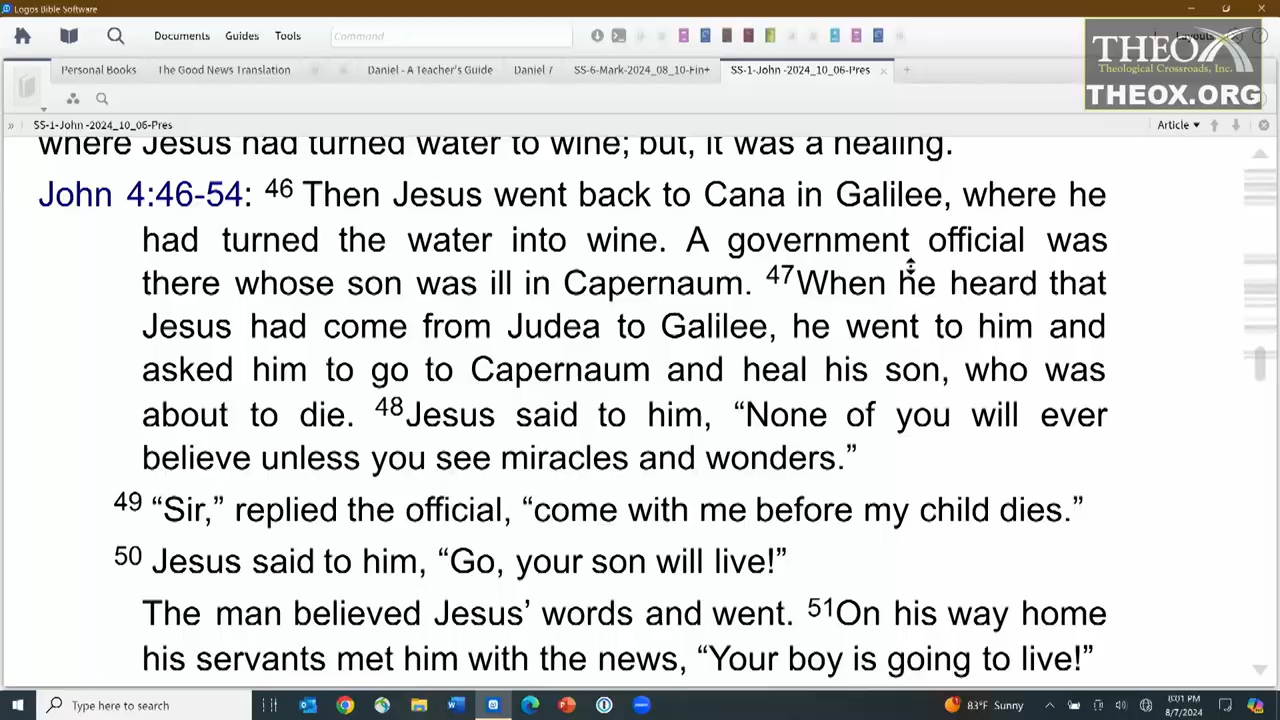 Logos Bible Software
Documents Guides Tools Command Layouts
THEOX
Theological Crossroads, Inc.
THEOX.ORG
Personal Books The Good News Translation Daniel 7 SS-6-Mark-2024_08_10-Fin+ SS-1-John -2024_10_06-Pres
SS-1-John -2024_10_06-Pres Article
where Jesus had turned water to wine; but, it was a healing.
John 4:46-54: 46 Then Jesus went back to Cana in Galilee, where he
had turned the water into wine. A government official was
there whose son was ill in Capernaum. 47When he heard that
Jesus had come from Judea to Galilee, he went to him and
asked him to go to Capernaum and heal his son, who was
about to die. 48Jesus said to him, “None of you will ever
believe unless you see miracles and wonders.”
49 “Sir,” replied the official, “come with me before my child dies.”
50 Jesus said to him, “Go, your son will live!”
The man believed Jesus’ words and went. 51On his way home
his servants met him with the news, “Your boy is going to live!”
Type here to search 83°F Sunny 8:01 PM
8/7/2024